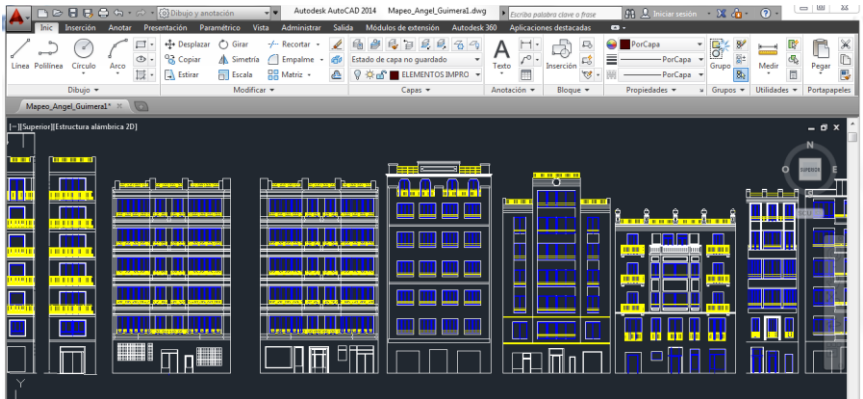 Dibujo y anotación
Autodesk AutoCAD 2014 Mapeo_Angel_Guimera1.dwg
Escriba palabra clave o frase
Iniciar sesión
Inic Inserción Anotar Presentación Paramétrico Vista Administrar Salida Módulos de extensión Autodesk 360 Aplicaciones destacadas
Línea Polilínea Círculo Arco
Desplazar Girar Recortar
Copiar Simetría Empalme
Estirar Escala Matriz
Estado de capa no guardado
ELEMENTOS IMPRO
Texto
Inserción
PorCapa
PorCapa
PorCapa
Grupo
Medir
Pegar
Dibujo Modificar Capas Anotación Bloque Propiedades Grupos Utilidades Portapapeles
Mapeo_Angel_Guimera1*
[−][Superior][Estructura alámbrica 2D]
N
O E
SUPERIOR
SCU
Y